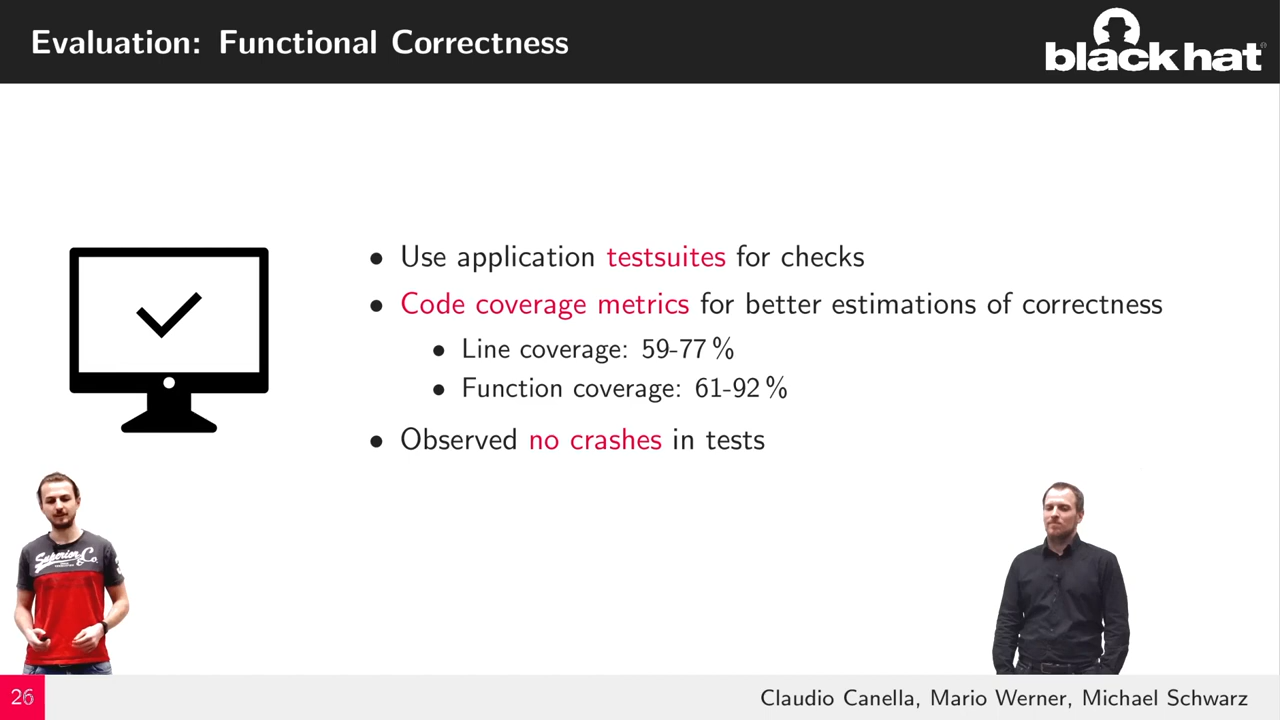 Evaluation: Functional Correctness
black hat®
• Use application testsuites for checks
• Code coverage metrics for better estimations of correctness
• Line coverage: 59-77 %
• Function coverage: 61-92 %
• Observed no crashes in tests
Superior
& Co.
26
Claudio Canella, Mario Werner, Michael Schwarz